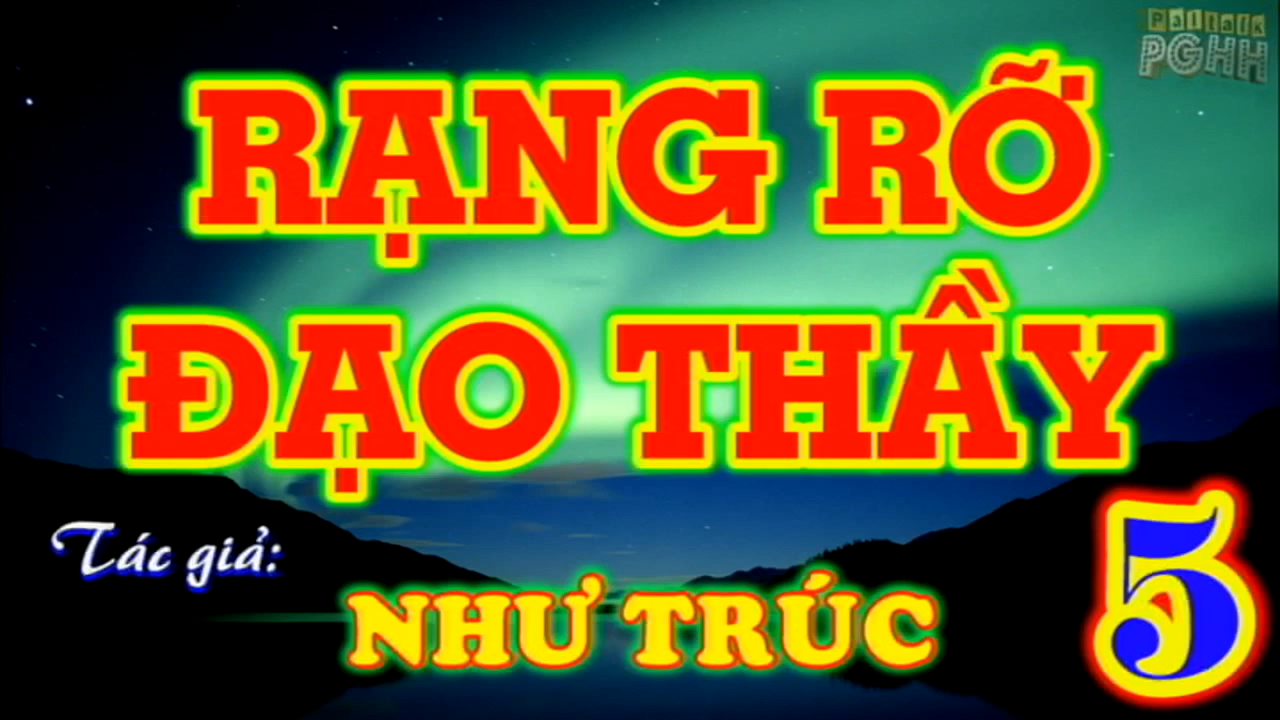 Paltalk
PGHH
RẠNG RỠ
ĐẠO THẦY
Tác giả:
NHƯ TRÚC
5